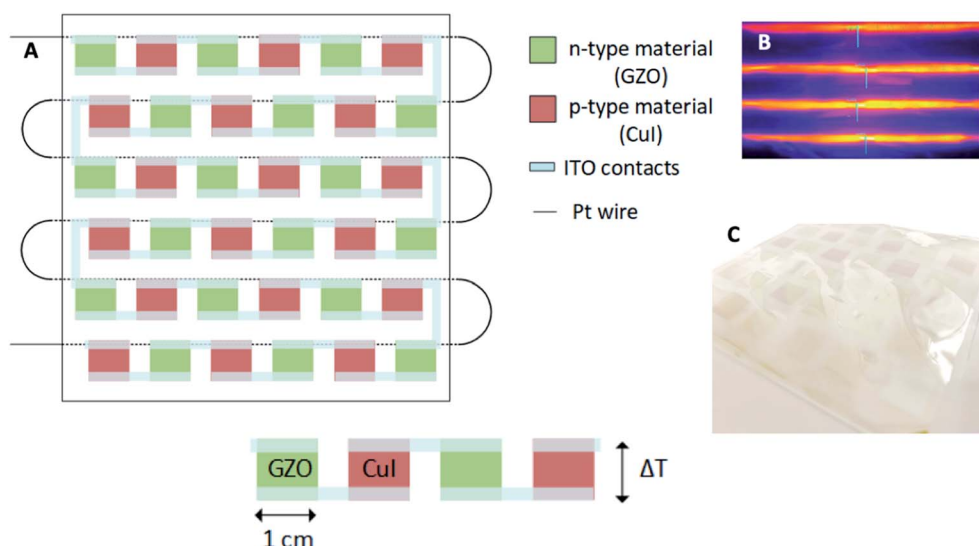 A
n-type material
(GZO)
p-type material
(CuI)
ITO contacts
Pt wire
B
C
GZO
CuI
ΔT
1 cm